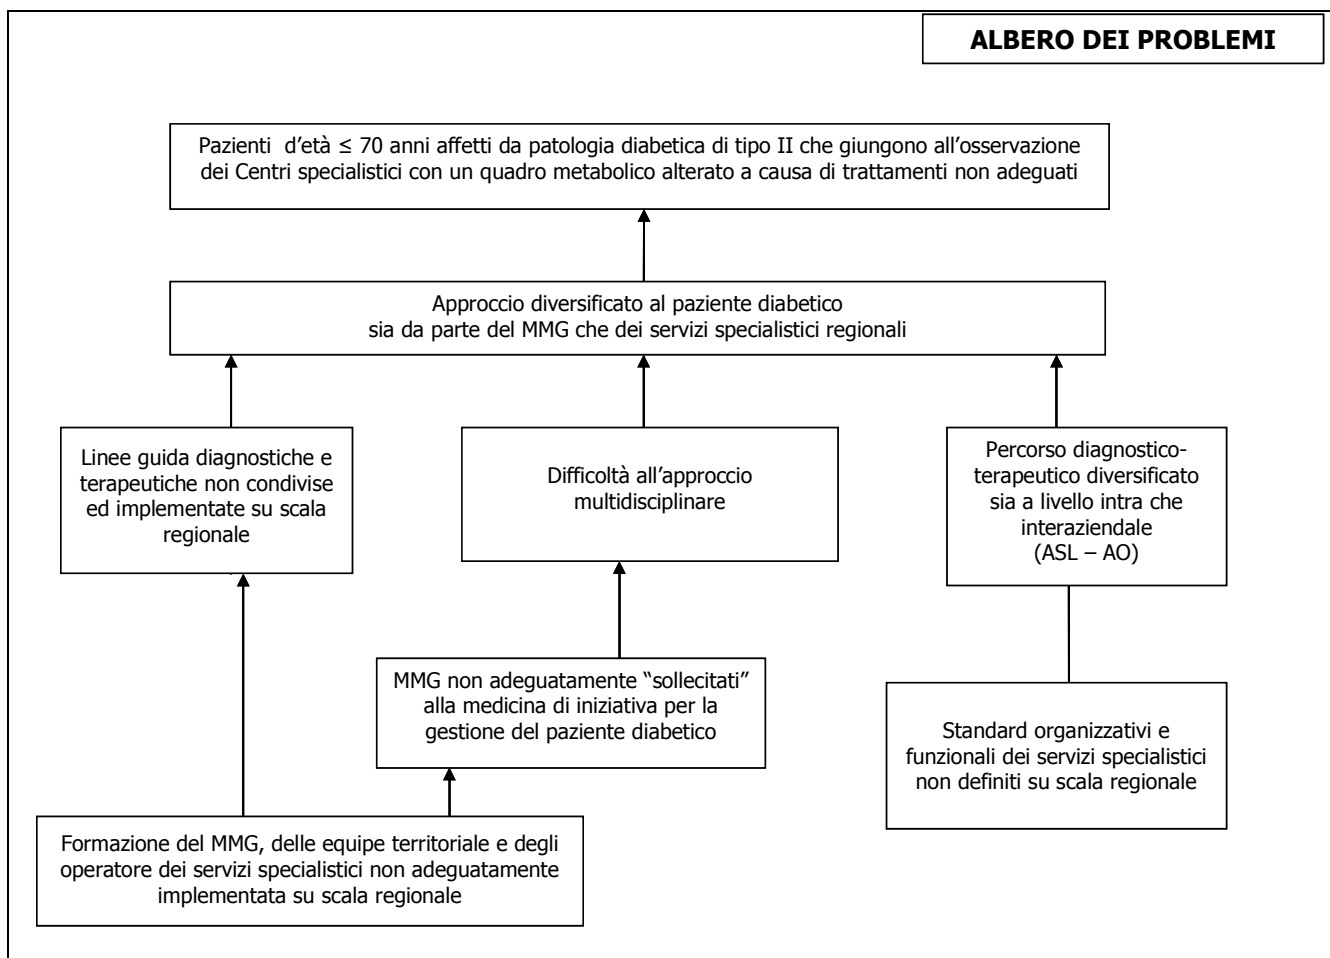 ALBERO DEI PROBLEMI
Pazienti d'età ≤ 70 anni affetti da patologia diabetica di tipo II che giungono all'osservazione
dei Centri specialistici con un quadro metabolico alterato a causa di trattamenti non adeguati
Approccio diversificato al paziente diabetico
sia da parte del MMG che dei servizi specialistici regionali
Linee guida diagnostiche e
terapeutiche non condivise
ed implementate su scala
regionale
Difficoltà all'approccio
multidisciplinare
Percorso diagnostico-
terapeutico diversificato
sia a livello intra che
interaziendale
(ASL – AO)
MMG non adeguatamente “sollecitati”
alla medicina di iniziativa per la
gestione del paziente diabetico
Standard organizzativi e
funzionali dei servizi specialistici
non definiti su scala regionale
Formazione del MMG, delle equipe territoriale e degli
operatore dei servizi specialistici non adeguatamente
implementata su scala regionale